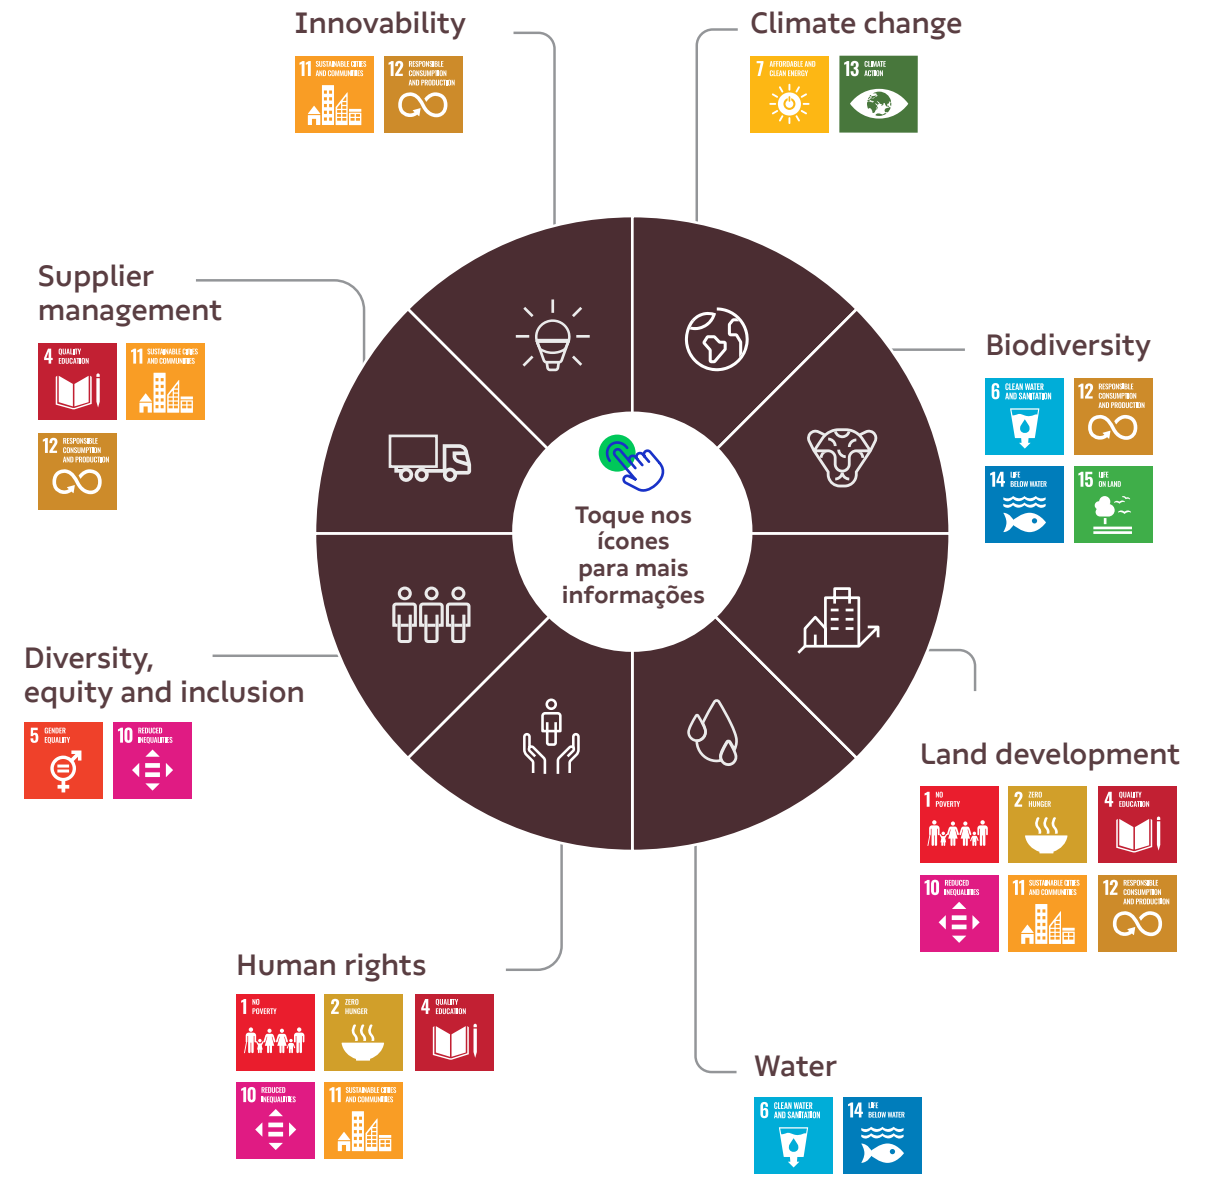 Innovability
11 SUSTAINABLE CITIES
AND COMMUNITIES
12 RESPONSIBLE
CONSUMPTION
AND PRODUCTION
Climate change
7 AFFORDABLE AND
CLEAN ENERGY
13 CLIMATE
ACTION
Supplier
management
4 QUALITY
EDUCATION
11 SUSTAINABLE CITIES
AND COMMUNITIES
12 RESPONSIBLE
CONSUMPTION
AND PRODUCTION
Biodiversity
6 CLEAN WATER
AND SANITATION
12 RESPONSIBLE
CONSUMPTION
AND PRODUCTION
14 LIFE
BELOW WATER
15 LIFE
ON LAND
Toque nos
ícones
para mais
informações
Diversity,
equity and inclusion
5 GENDER
EQUALITY
10 REDUCED
INEQUALITIES
Land development
1 NO
POVERTY
2 ZERO
HUNGER
4 QUALITY
EDUCATION
10 REDUCED
INEQUALITIES
11 SUSTAINABLE CITIES
AND COMMUNITIES
12 RESPONSIBLE
CONSUMPTION
AND PRODUCTION
Human rights
1 NO
POVERTY
2 ZERO
HUNGER
4 QUALITY
EDUCATION
10 REDUCED
INEQUALITIES
11 SUSTAINABLE CITIES
AND COMMUNITIES
Water
6 CLEAN WATER
AND SANITATION
14 LIFE
BELOW WATER